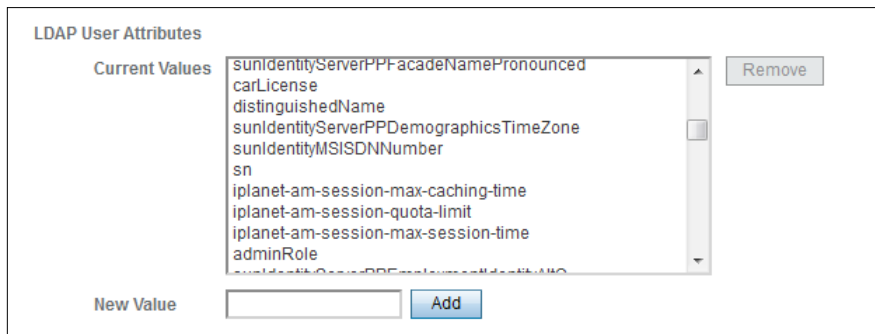 LDAP User Attributes
Current Values
sunIdentityServerPPFacadeNamePronounced
Remove
carLicense
distinguishedName
sunIdentityServerPPDemographicsTimeZone
sunIdentityMSISDNNumber
sn
iplanet-am-session-max-caching-time
iplanet-am-session-quota-limit
iplanet-am-session-max-session-time
adminRole
New Value
Add